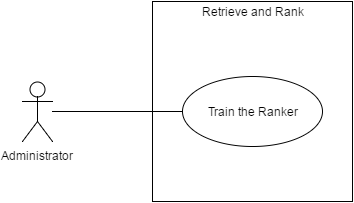 Retrieve and Rank
Train the Ranker
Administrator